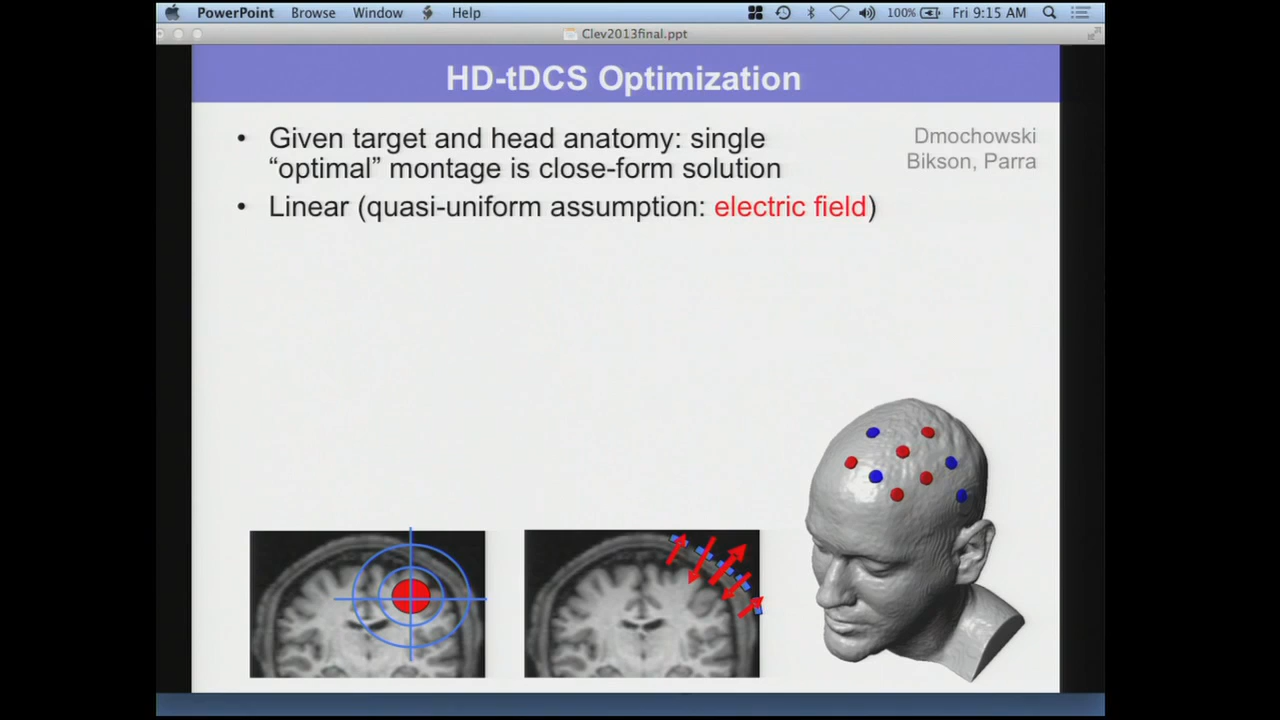 PowerPoint Browse Window Help 100% Fri 9:15 AM
Clev2013final.ppt
HD-tDCS Optimization
• Given target and head anatomy: single
“optimal” montage is close-form solution
• Linear (quasi-uniform assumption: electric field)
Dmochowski
Bikson, Parra